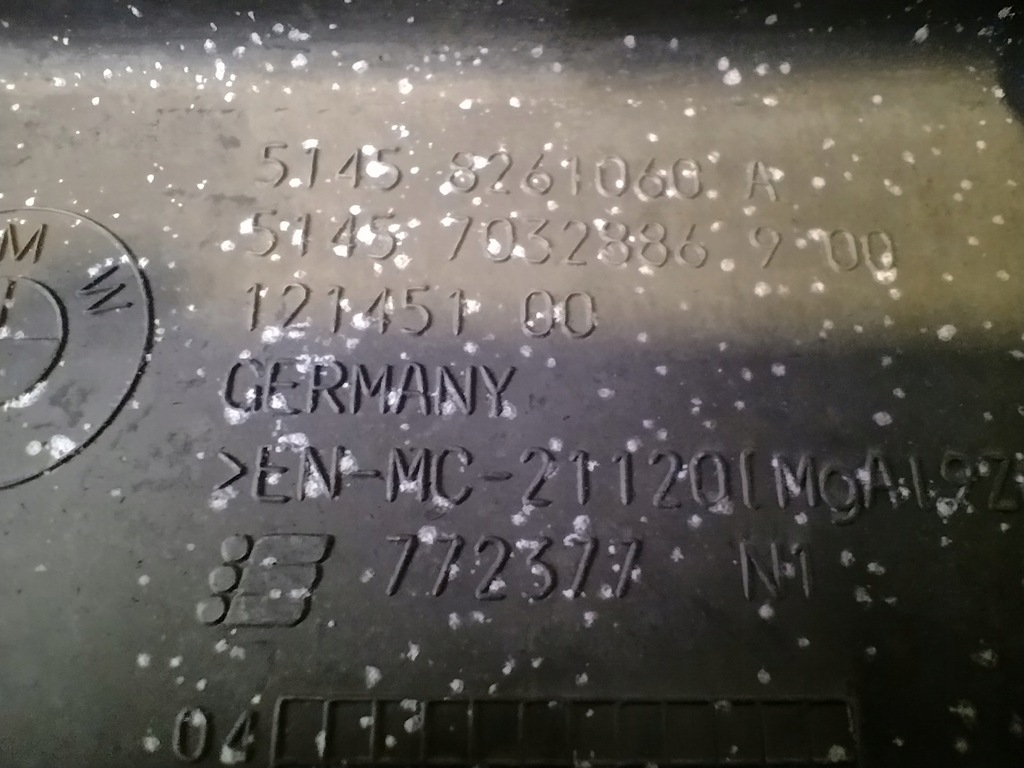 5145 8261060 A
5145 7032886.9 00
121451 00
M W
GERMANY
>EN-MC-21120(MgAl9Z
772377 N1
04